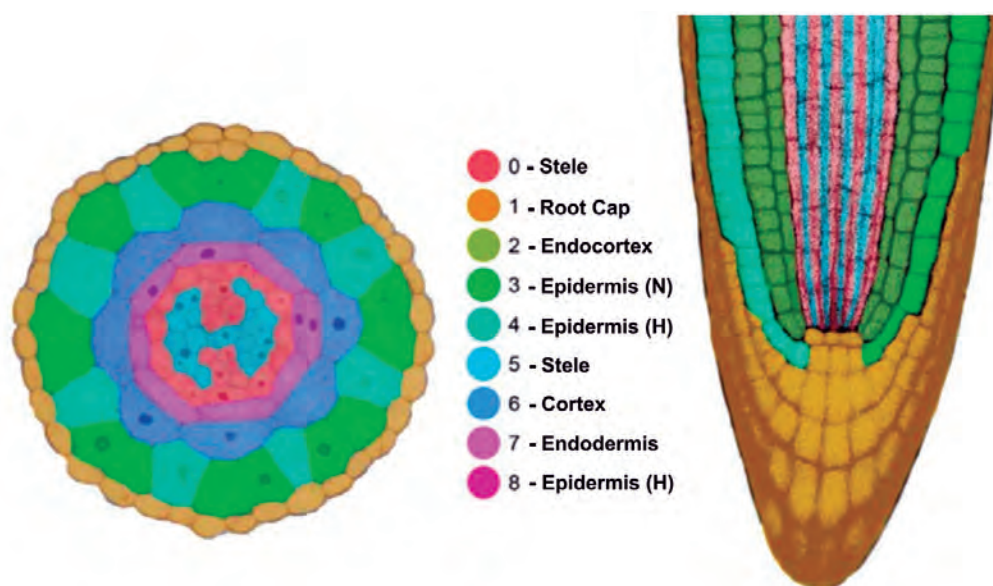 0 - Stele
1 - Root Cap
2 - Endocortex
3 - Epidermis (N)
4 - Epidermis (H)
5 - Stele
6 - Cortex
7 - Endodermis
8 - Epidermis (H)